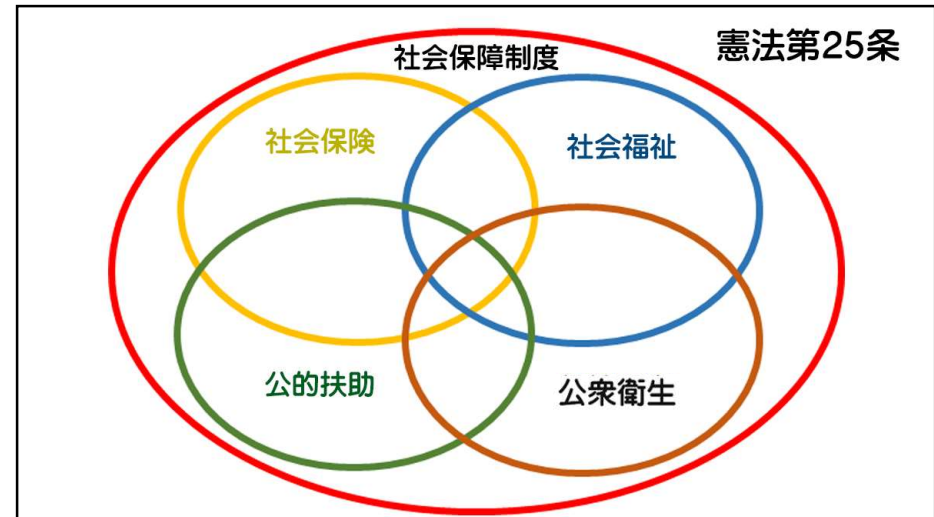 憲法第25条
社会保障制度
社会保険
社会福祉
公的扶助
公衆衛生